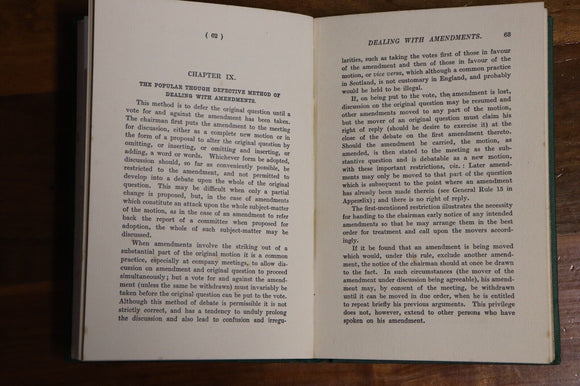 ( 62 )
CHAPTER IX.
THE POPULAR THOUGH DEFECTIVE METHOD OF
DEALING WITH AMENDMENTS.
This method is to defer the original question until a
vote for and against the amendment has been taken.
The chairman first puts the amendment to the meeting
for discussion, either as a complete new motion or in
the form of a proposal to alter the original question by
omitting, or inserting, or omitting and inserting, or
adding, a word or words. Whichever form be adopted,
discussion should, so far as conveniently possible, be
restricted to the amendment, and not permitted to
develop into a debate upon the whole of the original
question. This may be difficult when only a partial
change is proposed, but, in the case of amendments
which constitute an attack upon the whole subject-matter
of the motion, as in the case of an amendment to refer
back to a committee a report when proposed for
adoption, the whole of such subject-matter may be
discussed.
When amendments involve the striking out of a
substantial part of the original motion it is a common
practice, especially at company meetings, to allow dis-
cussion on amendment and original question to proceed
simultaneously; but a vote for and against the amend-
ment (unless the same be withdrawn) must invariably be
taken before the original question can be put to the vote.
Although this method of debate is permissible it is not
strictly correct, and has a tendency to unduly prolong
the discussion and also lead to confusion and irregu-
DEALING WITH AMENDMENTS. 63
larities, such as taking the votes first of those in favour
of the amendment and then of those in favour of the
motion, or vice versa, which although a common practice
in Scotland, is not customary in England, and probably
would be held to be illegal.
If, on being put to the vote, the amendment is lost,
discussion on the original question may be resumed and
other amendments moved to any part of the motion,
but the mover of an original question must claim his
right of reply (should he desire to exercise it) at the
close of the debate on the first amendment thereto.
Should the amendment be carried, the motion, as
amended, is then stated to the meeting as the sub-
stantive question and is debatable as a new motion,
with these important restrictions, viz.: Later amend-
ments may only be moved to that part of the question
which is subsequent to the point where an amendment
has already been made therein (see General Rule 15 in
Appendix); and there is no right of reply.
The first-mentioned restriction illustrates the necessity
for handing to the chairman early notice of any intended
amendments so that he may arrange them in the best
order for treatment and call upon the movers accord-
ingly.
If it be found that an amendment is being moved
which would, under this rule, exclude another amend-
ment, the notice of the chairman should at once be drawn
to the fact. In such circumstances (the mover of the
amendment under discussion being agreeable), his amend-
ment may, by consent of the meeting, be withdrawn
until it can be moved in due order, when he is entitled
to repeat briefly his previous arguments. This privilege
does not, however, extend to other persons who have
spoken on his amendment.